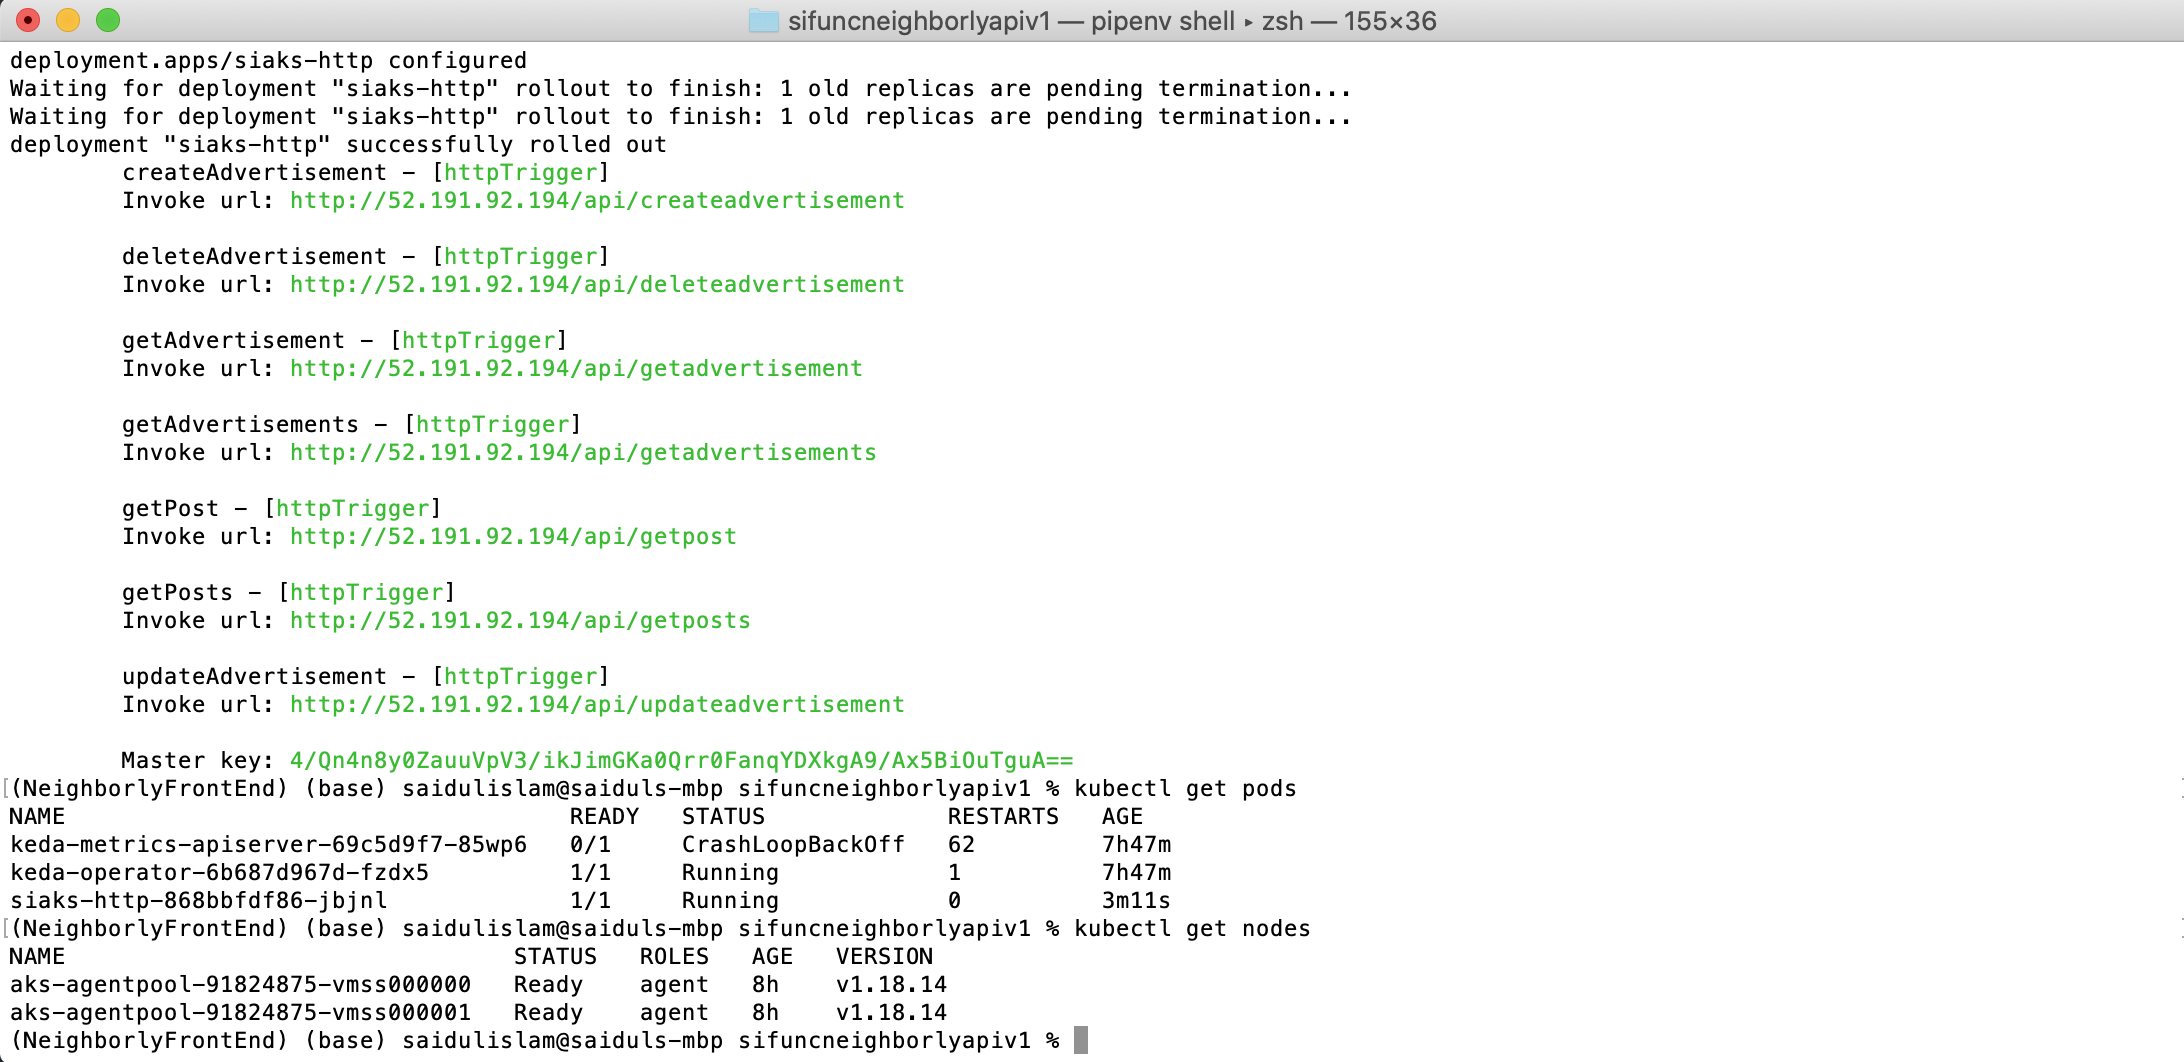 sifuncneighborlyapiv1 — pipenv shell ▸ zsh — 155×36
deployment.apps/siaks-http configured
Waiting for deployment "siaks-http" rollout to finish: 1 old replicas are pending termination...
Waiting for deployment "siaks-http" rollout to finish: 1 old replicas are pending termination...
deployment "siaks-http" successfully rolled out
createAdvertisement - [httpTrigger]
Invoke url: http://52.191.92.194/api/createadvertisement
deleteAdvertisement - [httpTrigger]
Invoke url: http://52.191.92.194/api/deleteadvertisement
getAdvertisement - [httpTrigger]
Invoke url: http://52.191.92.194/api/getadvertisement
getAdvertisements - [httpTrigger]
Invoke url: http://52.191.92.194/api/getadvertisements
getPost - [httpTrigger]
Invoke url: http://52.191.92.194/api/getpost
getPosts - [httpTrigger]
Invoke url: http://52.191.92.194/api/getposts
updateAdvertisement - [httpTrigger]
Invoke url: http://52.191.92.194/api/updateadvertisement
Master key: 4/Qn4n8y0ZauuVpV3/ikJimGKa0Qrr0FanqYDXkgA9/Ax5BiOuTguA==
(NeighborlyFrontEnd) (base) saidulislam@saiduls-mbp sifuncneighborlyapiv1 % kubectl get pods
NAME READY STATUS RESTARTS AGE
keda-metrics-apiserver-69c5d9f7-85wp6 0/1 CrashLoopBackOff 62 7h47m
keda-operator-6b687d967d-fzdx5 1/1 Running 1 7h47m
siaks-http-868bbfdf86-jbjnl 1/1 Running 0 3m11s
(NeighborlyFrontEnd) (base) saidulislam@saiduls-mbp sifuncneighborlyapiv1 % kubectl get nodes
NAME STATUS ROLES AGE VERSION
aks-agentpool-91824875-vmss000000 Ready agent 8h v1.18.14
aks-agentpool-91824875-vmss000001 Ready agent 8h v1.18.14
(NeighborlyFrontEnd) (base) saidulislam@saiduls-mbp sifuncneighborlyapiv1 %